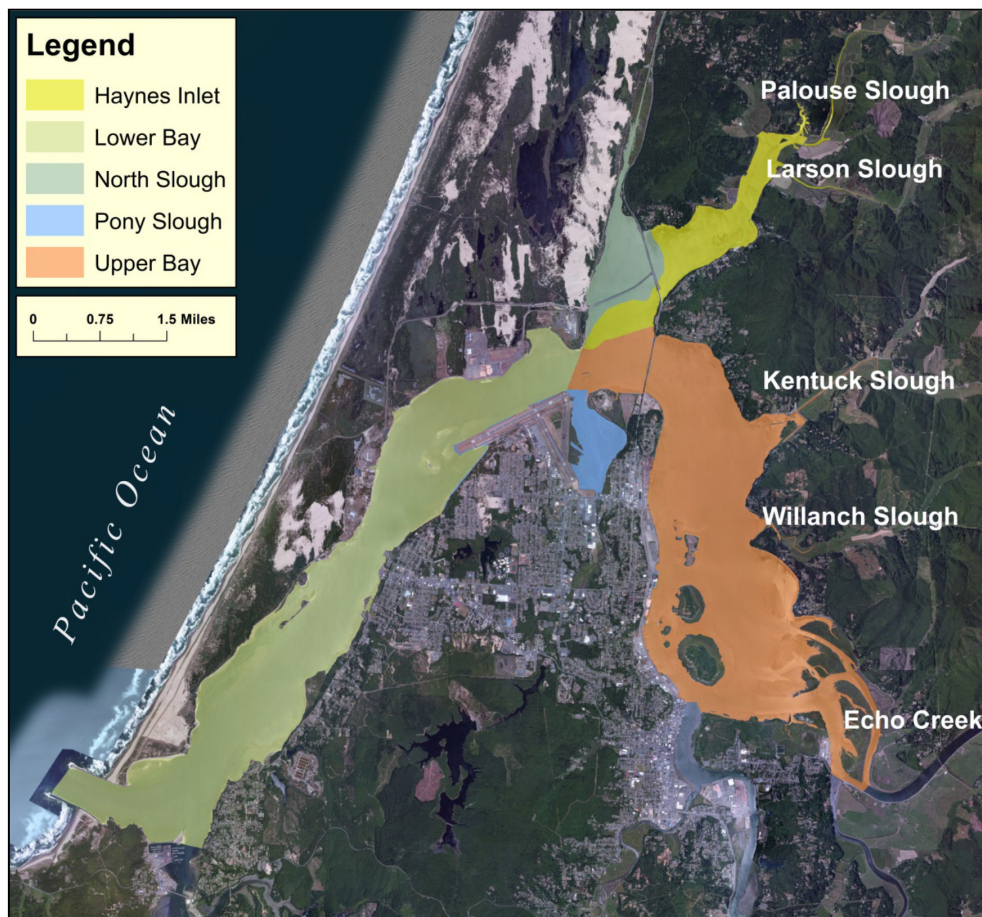 Legend
Haynes Inlet
Lower Bay
North Slough
Pony Slough
Upper Bay
0 0.75 1.5 Miles
Palouse Slough
Larson Slough
Kentuck Slough
Willanch Slough
Echo Creek
Pacific Ocean